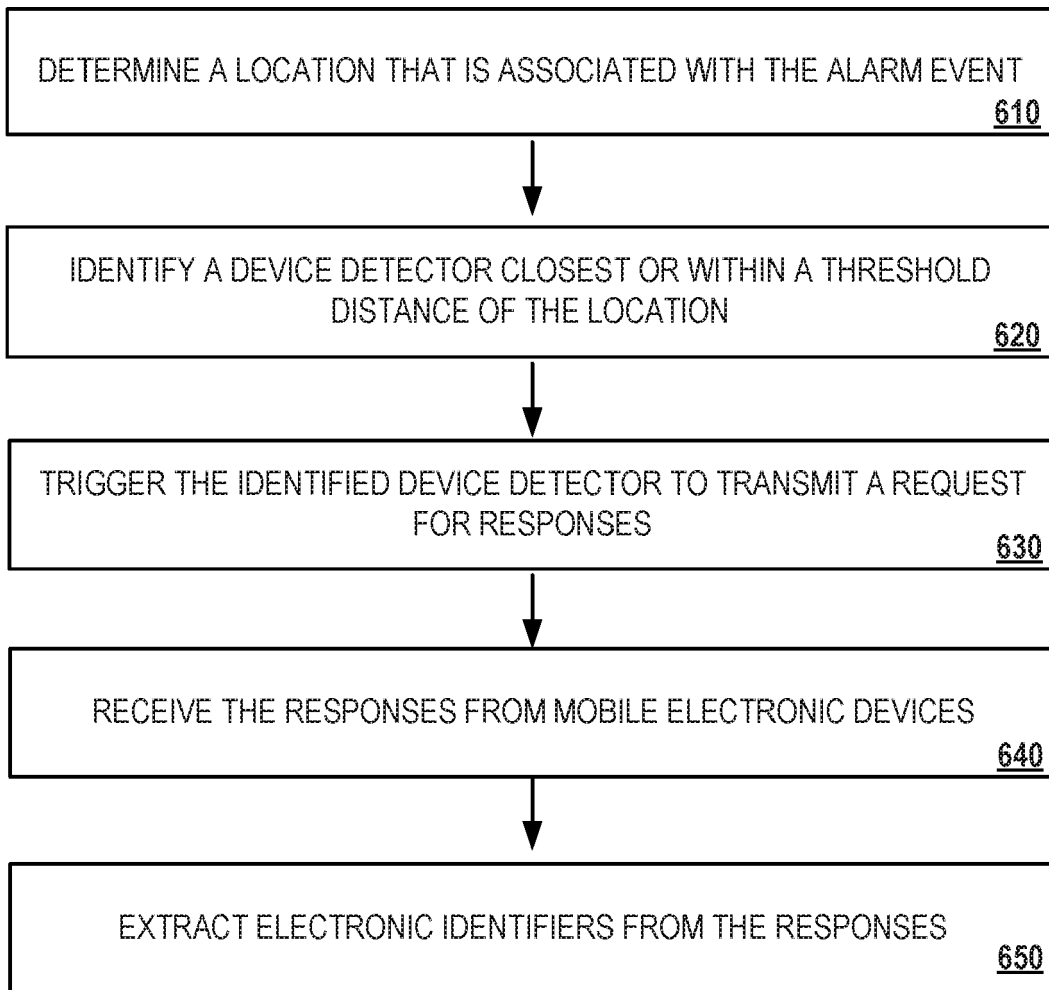 DETERMINE A LOCATION THAT IS ASSOCIATED WITH THE ALARM EVENT
610
IDENTIFY A DEVICE DETECTOR CLOSEST OR WITHIN A THRESHOLD
DISTANCE OF THE LOCATION
620
TRIGGER THE IDENTIFIED DEVICE DETECTOR TO TRANSMIT A REQUEST
FOR RESPONSES
630
RECEIVE THE RESPONSES FROM MOBILE ELECTRONIC DEVICES
640
EXTRACT ELECTRONIC IDENTIFIERS FROM THE RESPONSES
650